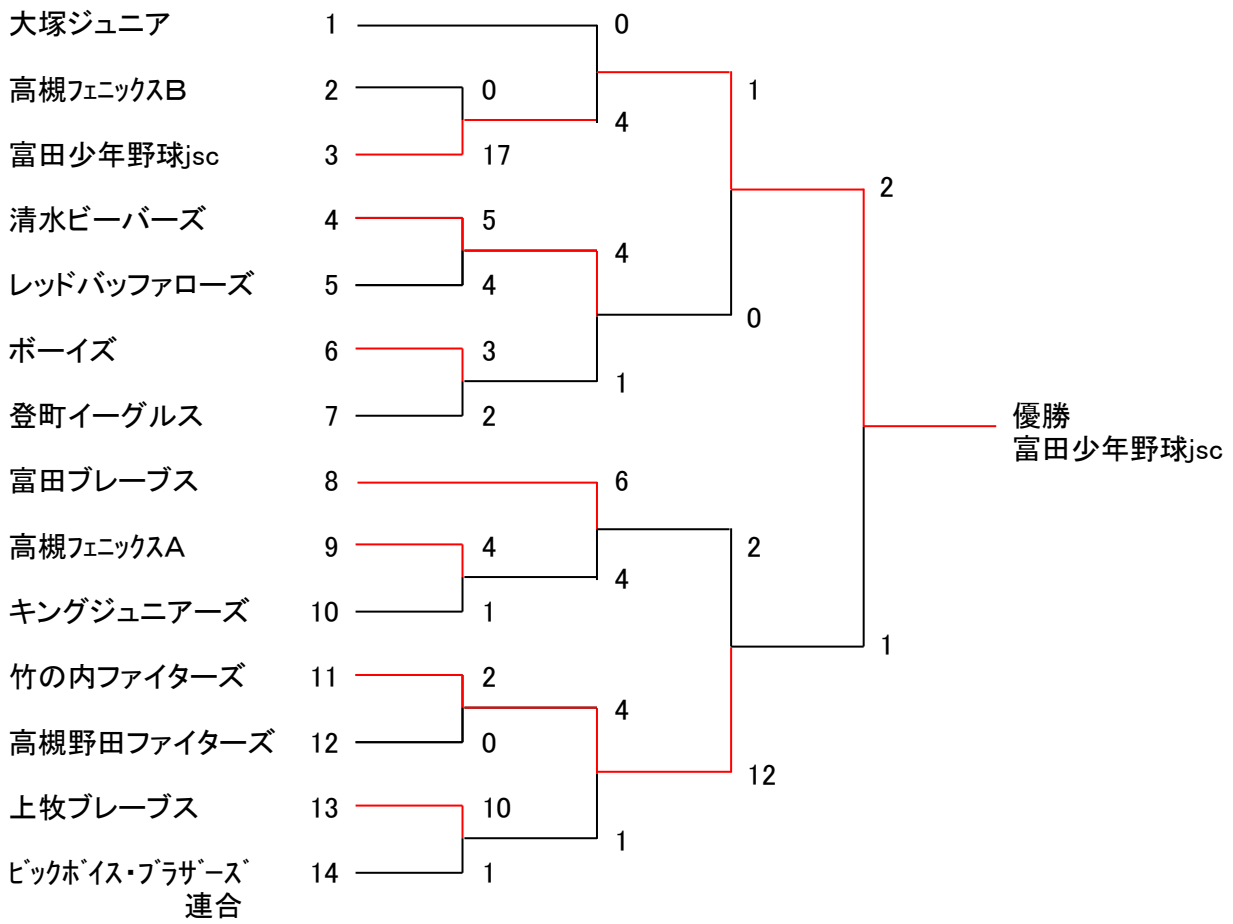 大塚ジュニア 1 0
高槻フェニックスB 2 0 1
4
富田少年野球jsc 3 17
2
清水ビーバーズ 4 5
4
レッドバッファローズ 5 4
0
ボーイズ 6 3
1
登町イーグルス 7 2
優勝
富田少年野球jsc
富田ブレーブス 8 6
高槻フェニックスA 9 4 2
4
キングジュニアーズ 10 1
1
竹の内ファイターズ 11 2
4
高槻野田ファイターズ 12 0
12
上牧ブレーブス 13 10
1
ビックボイス・ブラザーズ 14 1
連合